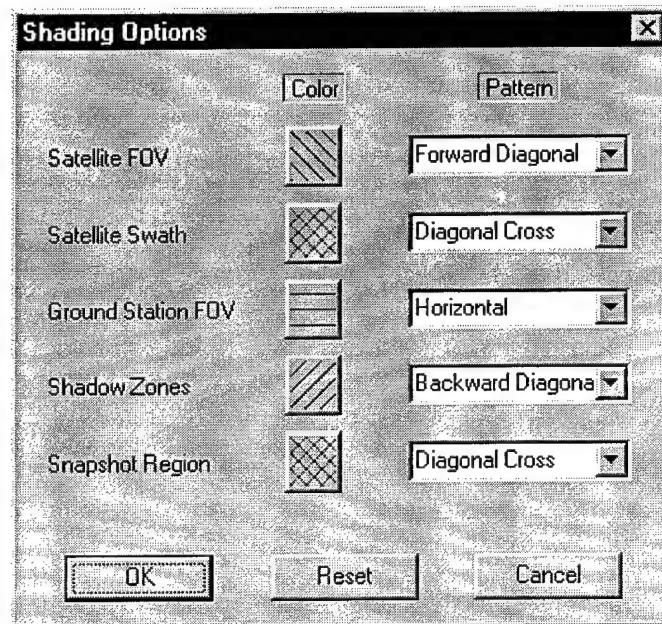 Shading Options
Color Pattern
Satellite FOV Forward Diagonal
Satellite Swath Diagonal Cross
Ground Station FOV Horizontal
Shadow Zones Backward Diagona
Snapshot Region Diagonal Cross
OK Reset Cancel